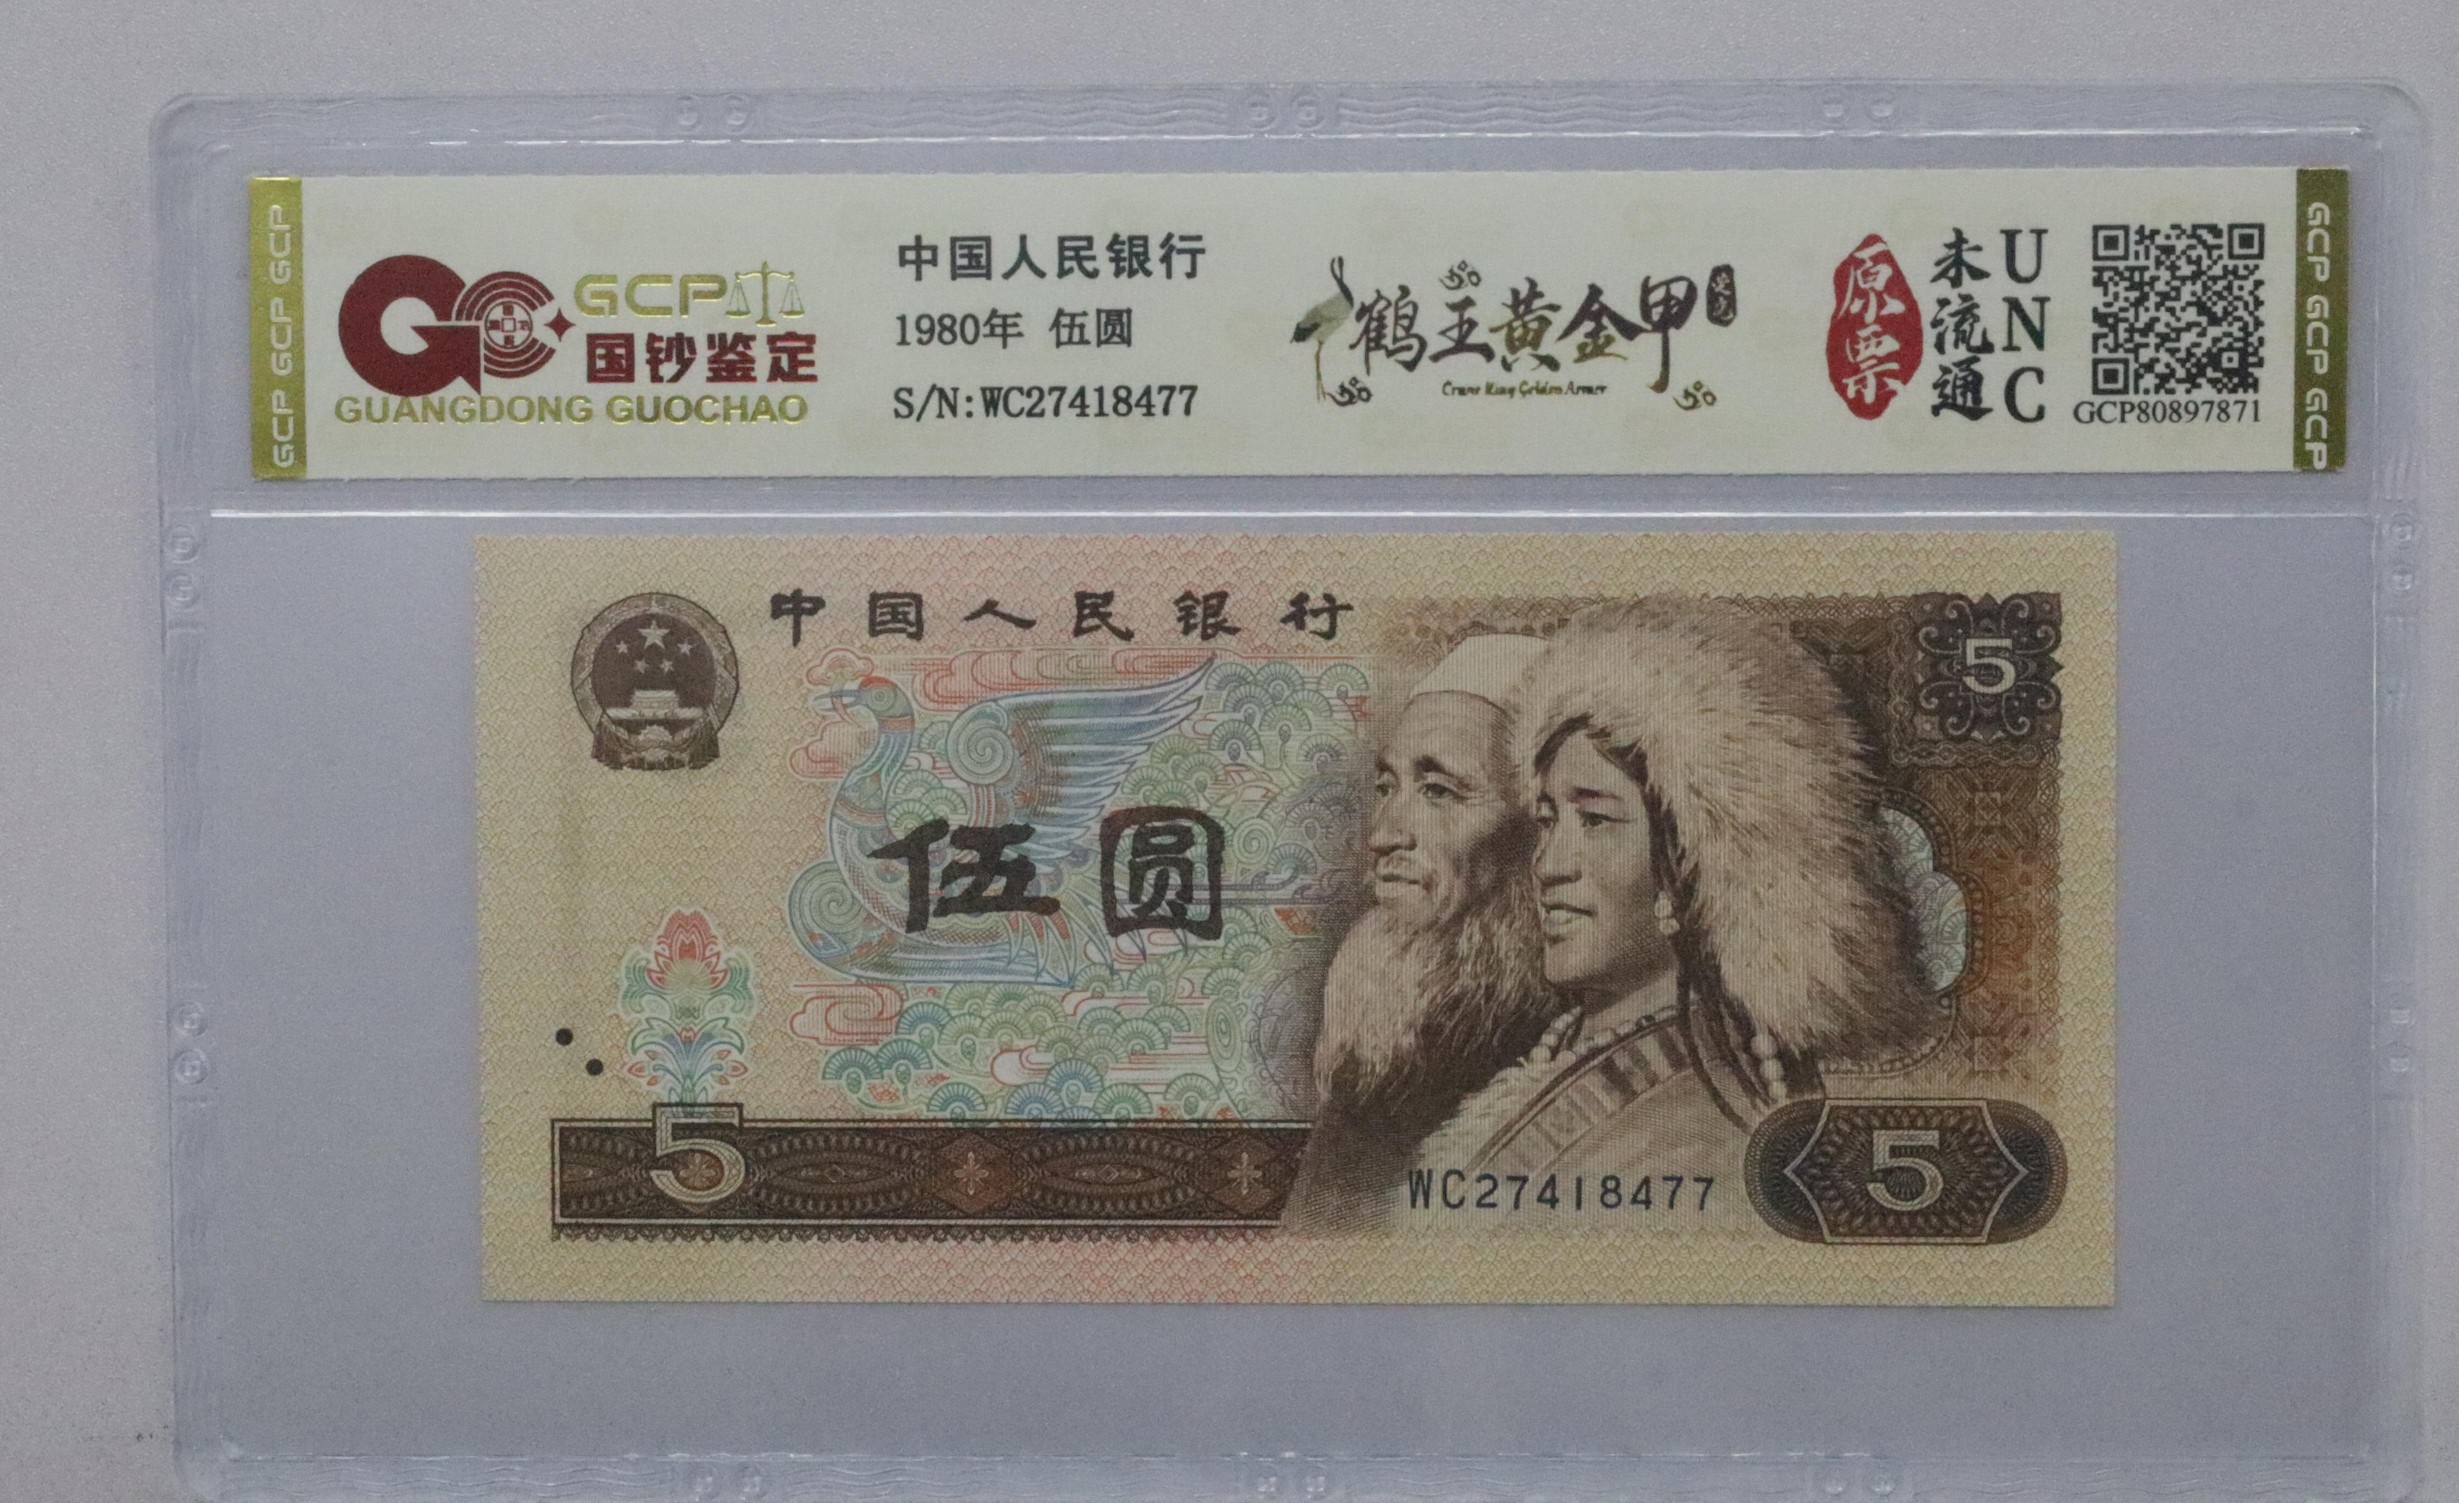 GCP GCP GCP
GCP
国钞鉴定
GUANGDONG GUOCHAO
中国人民银行
1980年 伍圆
S/N:WC27418477
鹤王黄金甲
Crane King Golden Armor
原票
未流通
UNC
GCP80897871
GCP GCP GCP
中国人民银行
5
伍圆
5
WC27418477
5